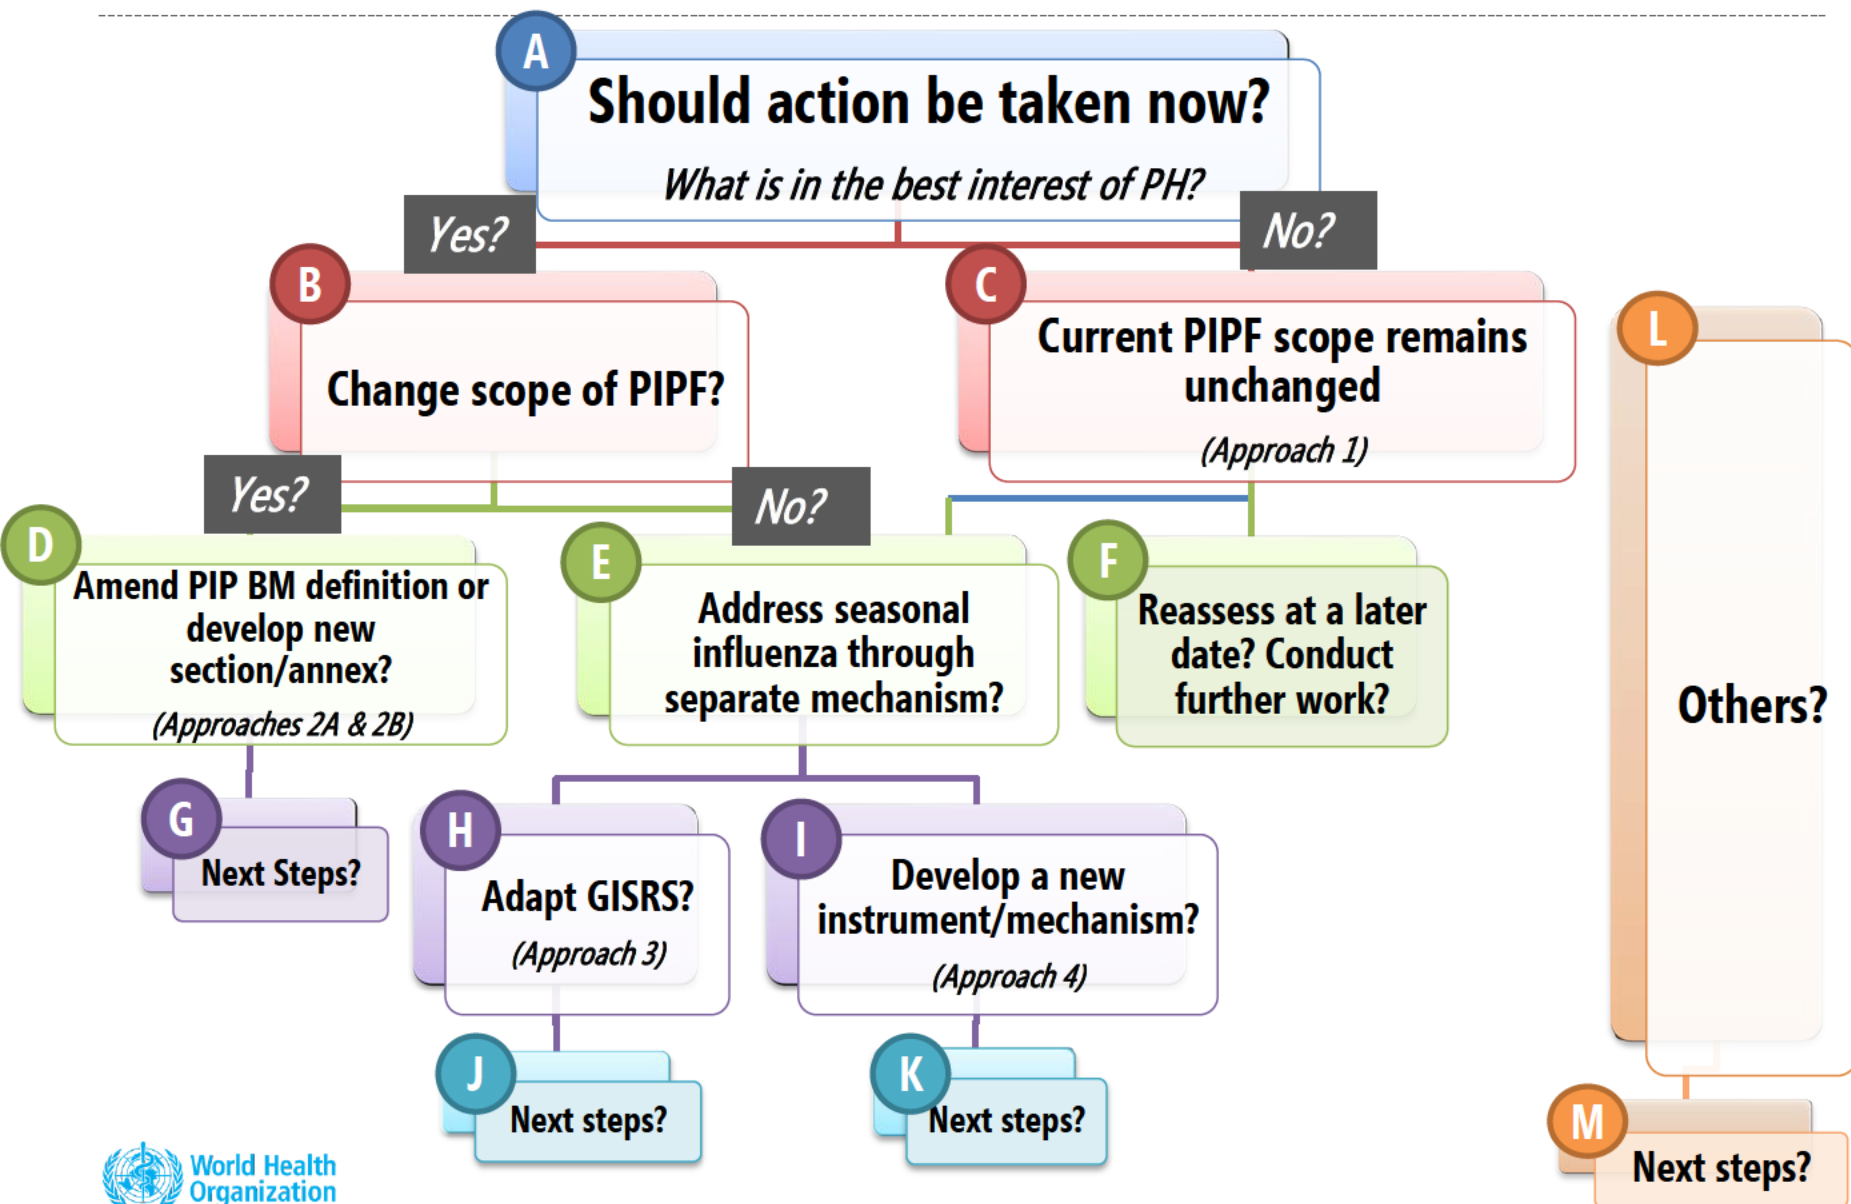 A
Should action be taken now?
What is in the best interest of PH?
Yes?
No?
B
Change scope of PIPF?
C
Current PIPF scope remains
unchanged
(Approach 1)
Yes?
No?
D
Amend PIP BM definition or
develop new
section/annex?
(Approaches 2A & 2B)
E
Address seasonal
influenza through
separate mechanism?
F
Reassess at a later
date? Conduct
further work?
G
Next Steps?
H
Adapt GISRS?
(Approach 3)
I
Develop a new
instrument/mechanism?
(Approach 4)
J
Next steps?
K
Next steps?
L
Others?
M
Next steps?
World Health
Organization